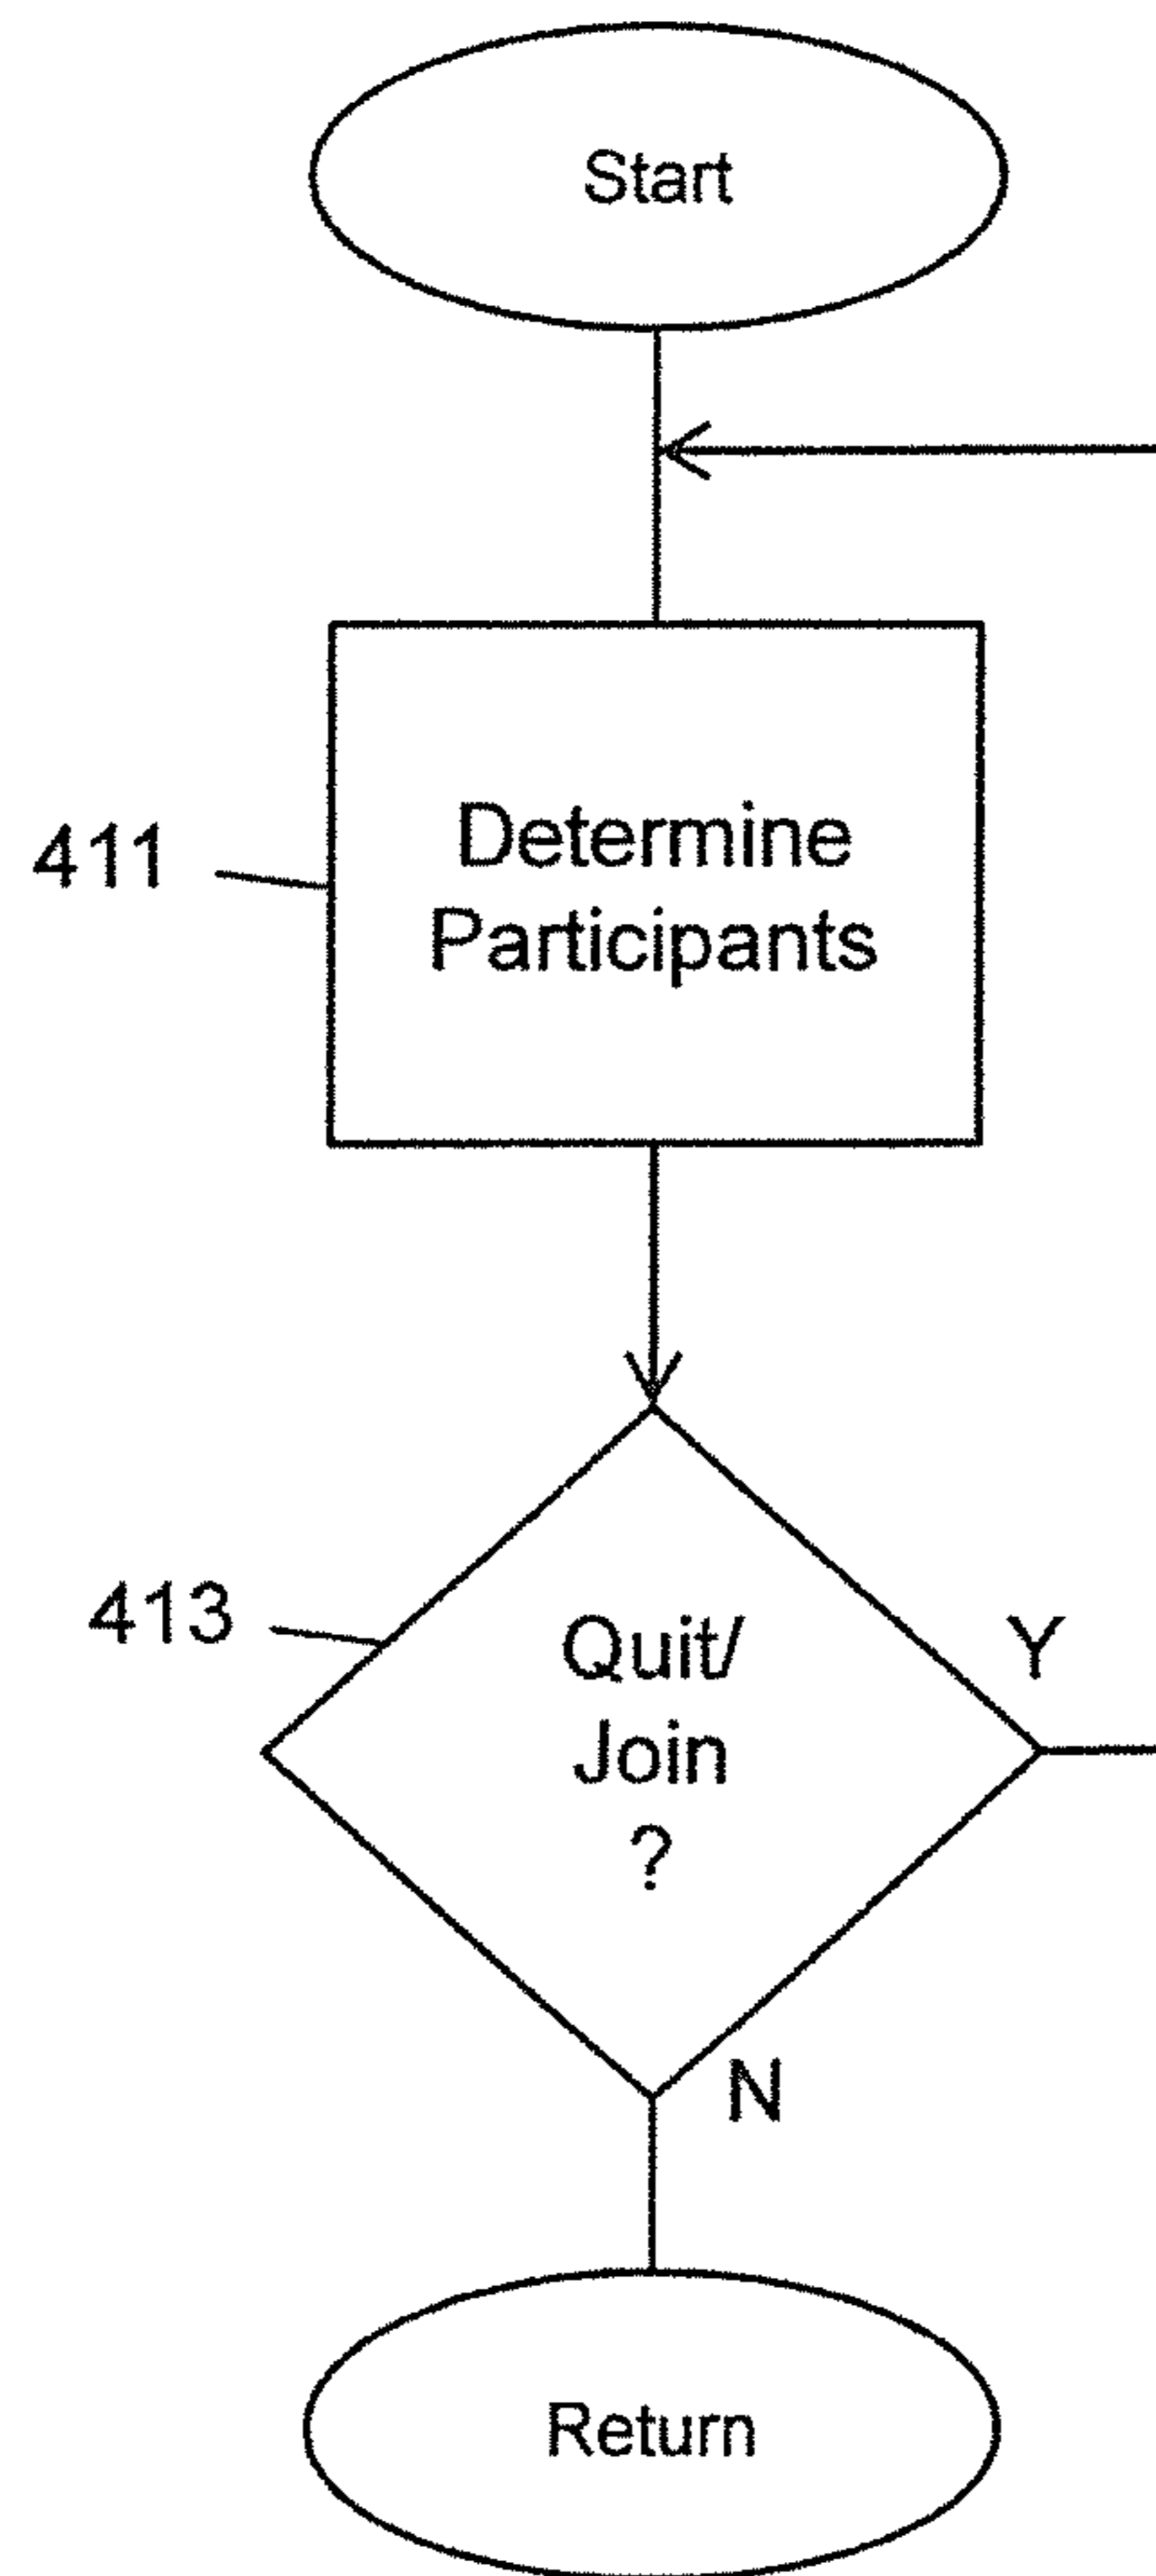 Start
411
Determine
Participants
413
Quit/
Join
?
Y
N
Return